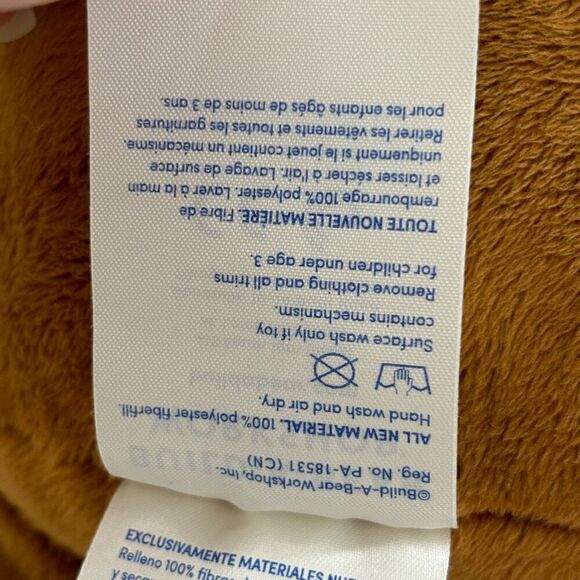 ©Build-A-Bear Workshop, Inc.
Reg. No. PA-18531 (CN)
ALL NEW MATERIAL. 100% polyester fiberfill.
Hand wash and air dry.
Surface wash only if toy
contains mechanism.
Remove clothing and all trims
for children under age 3.
TOUTE NOUVELLE MATIÈRE. Fibre de
rembourrage 100% polyester. Laver à la main
et laisser sécher à l'air. Lavage de surface
uniquement si le jouet contient un mécanisme.
Retirer les vêtements et toutes les garnitures
pour les enfants âgés de moins de 3 ans.
EXCLUSIVAMENTE MATERIALES
Relleno 100%